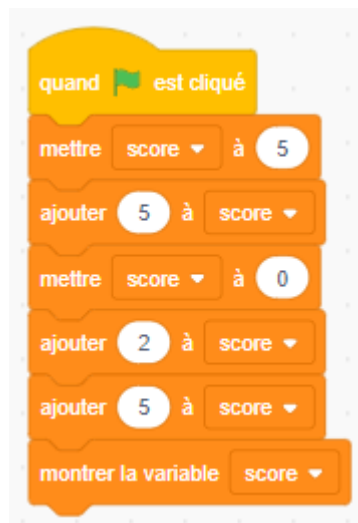 quand est cliqué
mettre score à 5
ajouter 5 à score
mettre score à 0
ajouter 2 à score
ajouter 5 à score
montrer la variable score